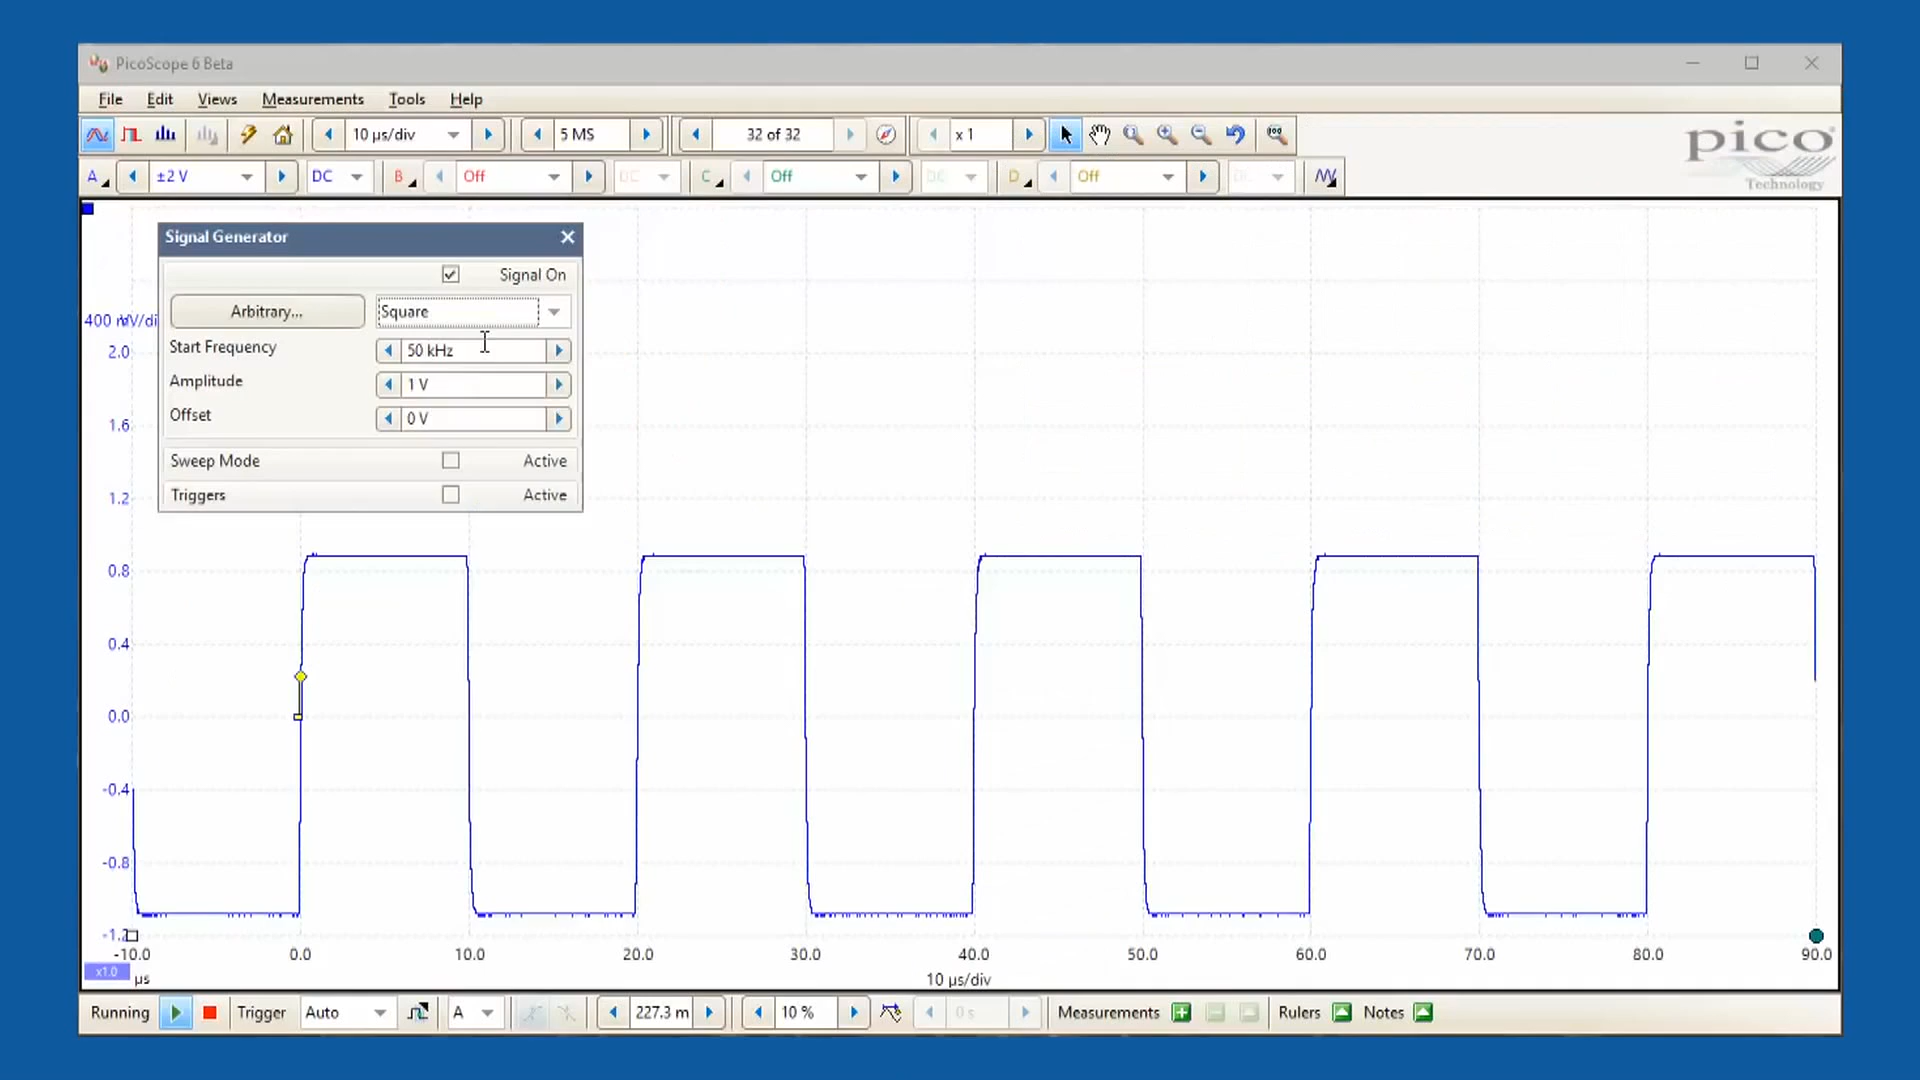 PicoScope 6 Beta
File Edit Views Measurements Tools Help
10 µs/div 5 MS 32 of 32 x 1
pico
Technology
A ±2 V DC B Off DC C Off DC D Off DC
Signal Generator
Signal On
Arbitrary... Square
400 mV/di
Start Frequency 50 kHz
2.0
Amplitude 1 V
Offset 0 V
1.6
Sweep Mode Active
1.2
Triggers Active
0.8
0.4
0.0
-0.4
-0.8
-1.2
-10.0 0.0 10.0 20.0 30.0 40.0 50.0 60.0 70.0 80.0 90.0
x1.0 µs 10 µs/div
Running Trigger Auto A 227.3 m 10 % 0 s Measurements Rulers Notes